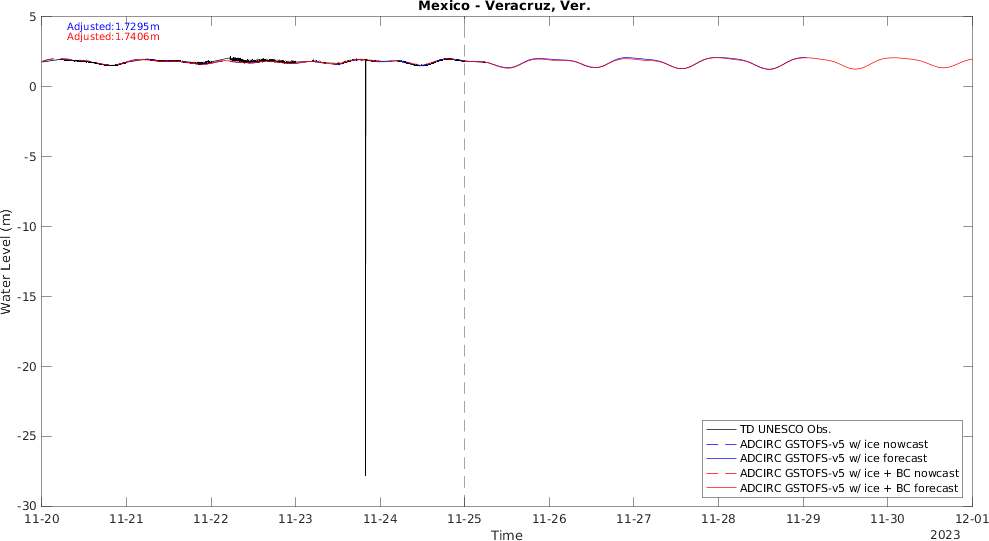 Mexico - Veracruz, Ver.
Adjusted:1.7295m
Adjusted:1.7406m
5
0
-5
-10
-15
-20
-25
-30
Water Level (m)
TD UNESCO Obs.
ADCIRC GSTOFS-v5 w/ ice nowcast
ADCIRC GSTOFS-v5 w/ ice forecast
ADCIRC GSTOFS-v5 w/ ice + BC nowcast
ADCIRC GSTOFS-v5 w/ ice + BC forecast
11-20 11-21 11-22 11-23 11-24 11-25 11-26 11-27 11-28 11-29 11-30 12-01
Time
2023